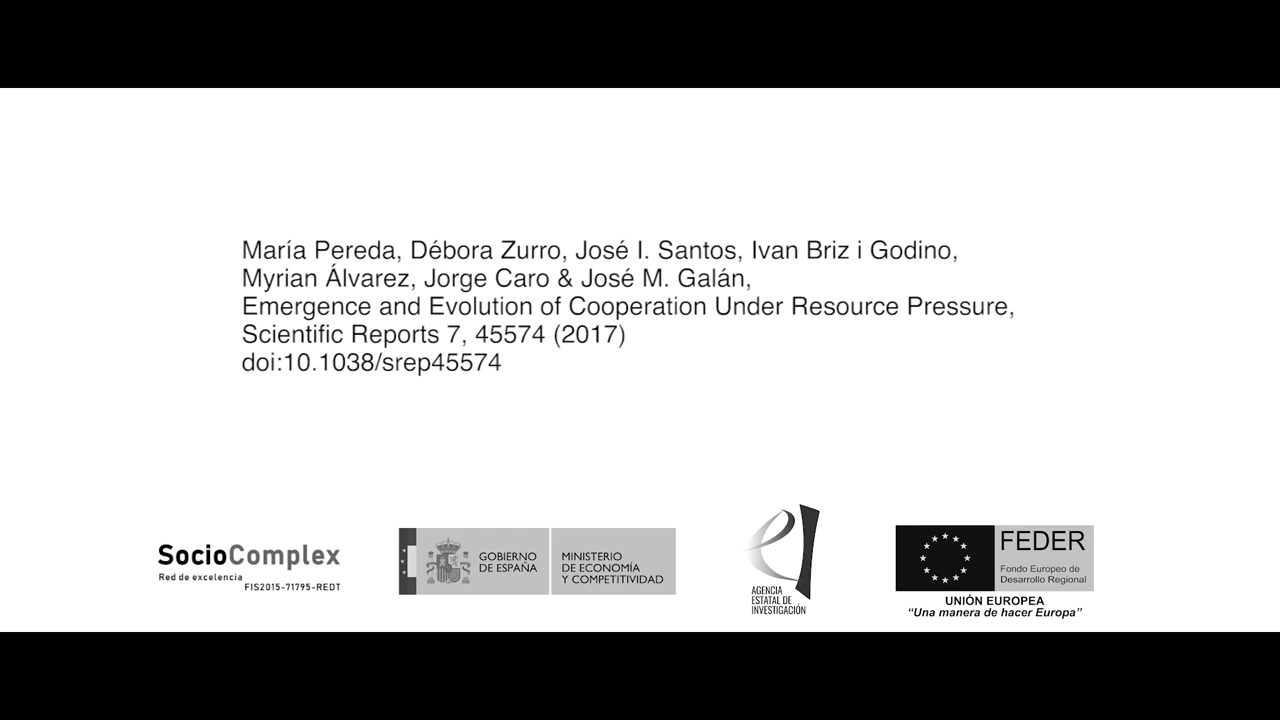 María Pereda, Débora Zurro, José I. Santos, Ivan Briz i Godino,
Myrian Álvarez, Jorge Caro & José M. Galán,
Emergence and Evolution of Cooperation Under Resource Pressure,
Scientific Reports 7, 45574 (2017)
doi:10.1038/srep45574
SocioComplex
Red de excelencia
FIS2015-71795-REDT
GOBIERNO
DE ESPAÑA
MINISTERIO
DE ECONOMÍA
Y COMPETITIVIDAD
AGENCIA
ESTATAL DE
INVESTIGACIÓN
FEDER
Fondo Europeo de
Desarrollo Regional
UNIÓN EUROPEA
“Una manera de hacer Europa”